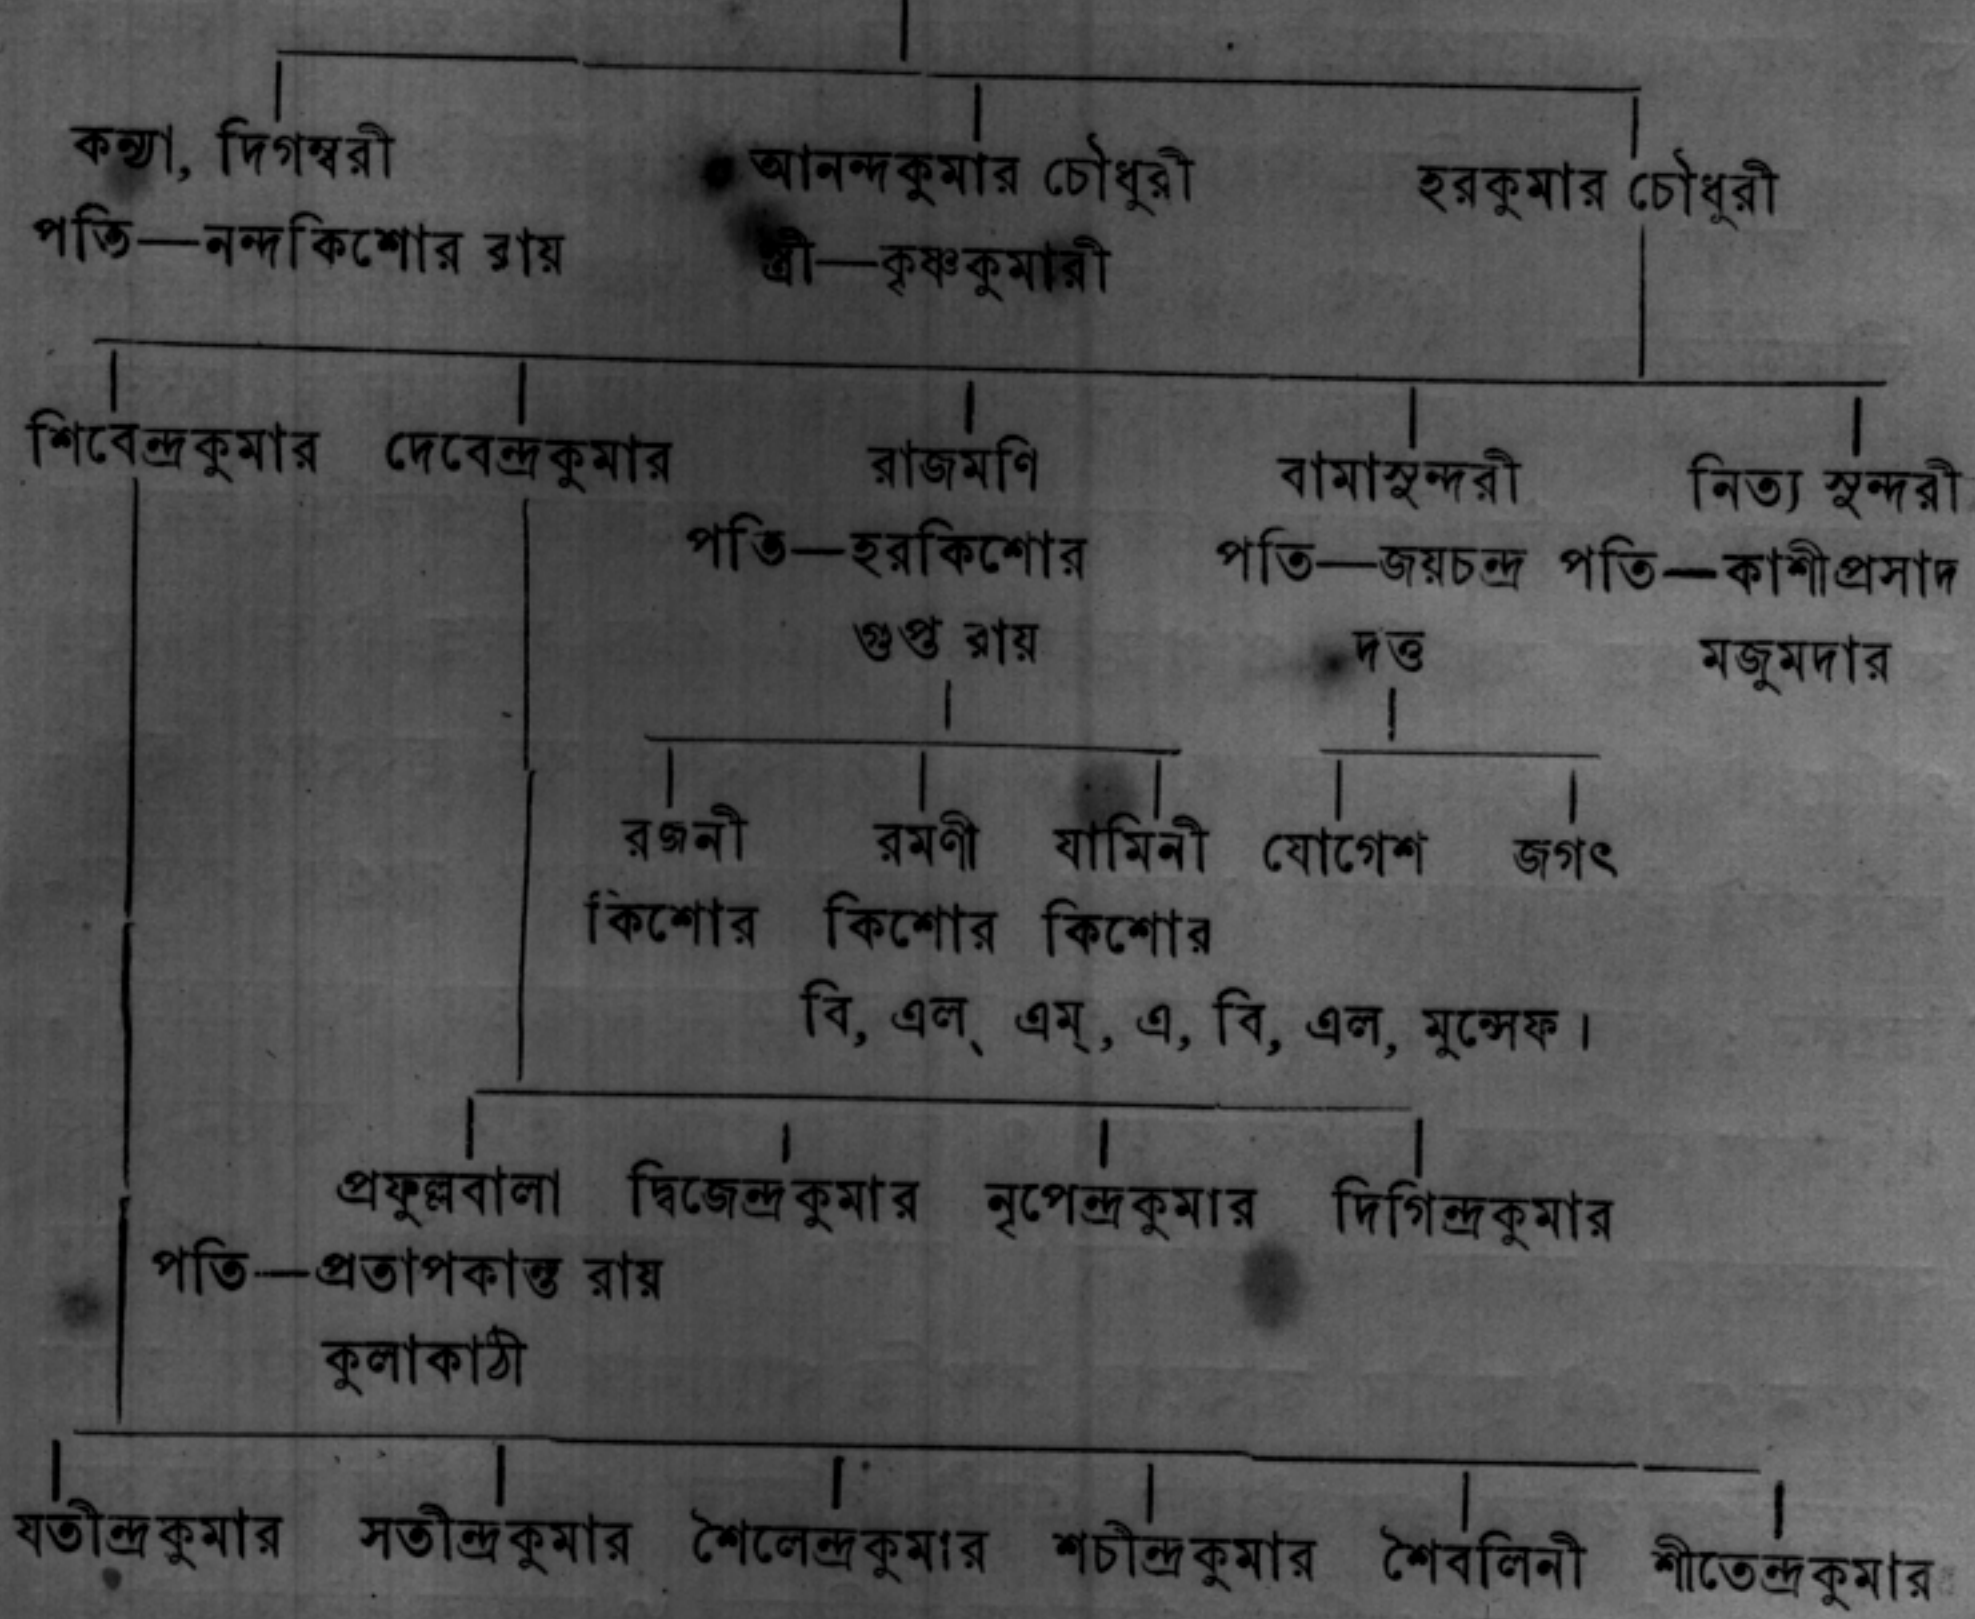 কন্যা, দিগম্বরী আনন্দকুমার চৌধুরী হরকুমার চৌধুরী
পতি—নন্দকিশোর রায় স্ত্রী—কৃষ্ণকুমারী
শিবেন্দ্রকুমার দেবেন্দ্রকুমার রাজমণি বামাসুন্দরী নিত্য সুন্দরী
পতি—হরকিশোর পতি—জয়চন্দ্র পতি—কাশীপ্রসাদ
গুপ্ত রায় দত্ত মজুমদার
রজনী রমণী যামিনী যোগেশ জগৎ
কিশোর কিশোর কিশোর
বি, এল্ এম্, এ, বি, এল, মুন্সেফ।
প্রফুল্লবালা দ্বিজেন্দ্রকুমার নৃপেন্দ্রকুমার দিগিন্দ্রকুমার
পতি—প্রতাপকান্ত রায়
কুলাকাঠী
যতীন্দ্রকুমার সতীন্দ্রকুমার শৈলেন্দ্রকুমার শচীন্দ্রকুমার শৈবলিনী শীতেন্দ্রকুমার